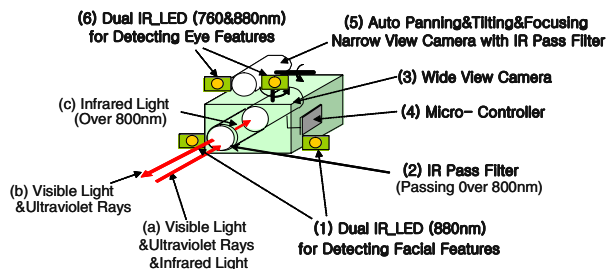 (6) Dual IR_LED (760&880nm)
for Detecting Eye Features
(5) Auto Panning&Tilting&Focusing
Narrow View Camera with IR Pass Filter
(3) Wide View Camera
(c) Infrared Light
(Over 800nm)
(4) Micro- Controller
(2) IR Pass Filter
(Passing 0ver 800nm)
(b) Visible Light
&Ultraviolet Rays
(a) Visible Light
&Ultraviolet Rays
&Infrared Light
(1) Dual IR_LED (880nm)
for Detecting Facial Features